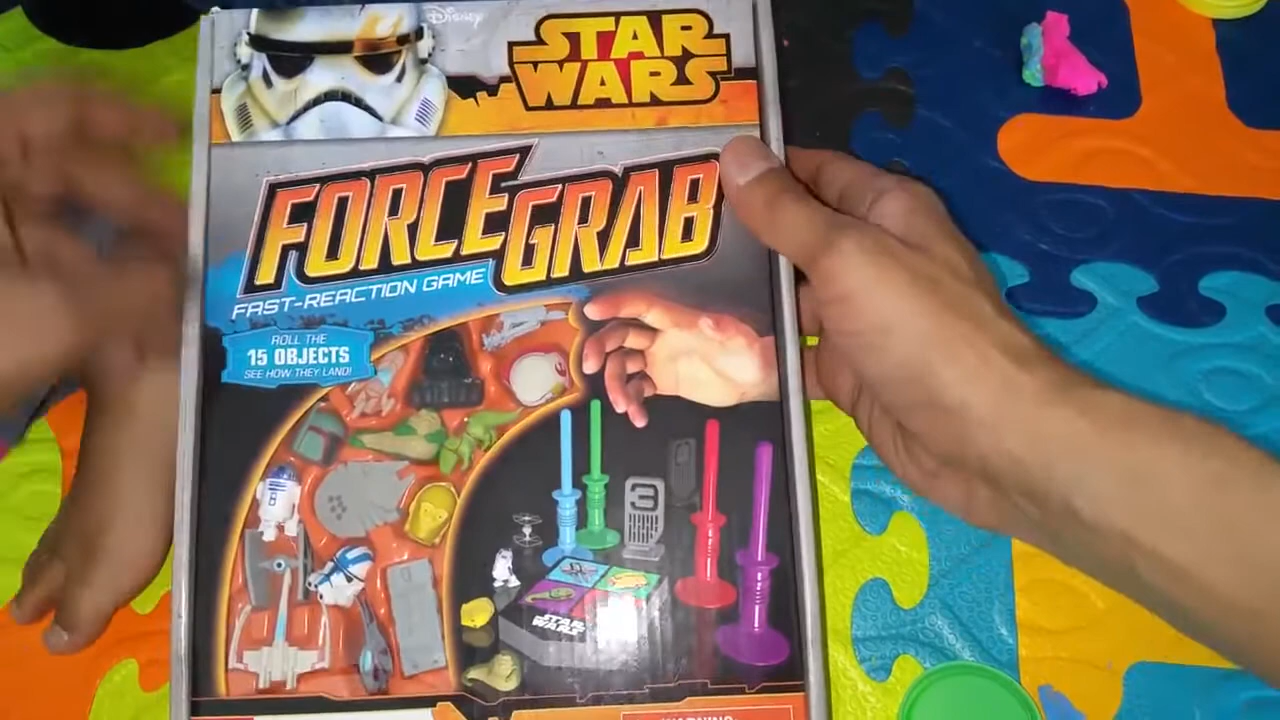 Disney
STAR
WARS
FORCE GRAB
FAST-REACTION GAME
ROLL THE
15 OBJECTS
SEE HOW THEY LAND!
3
STAR
WARS
WARNING: